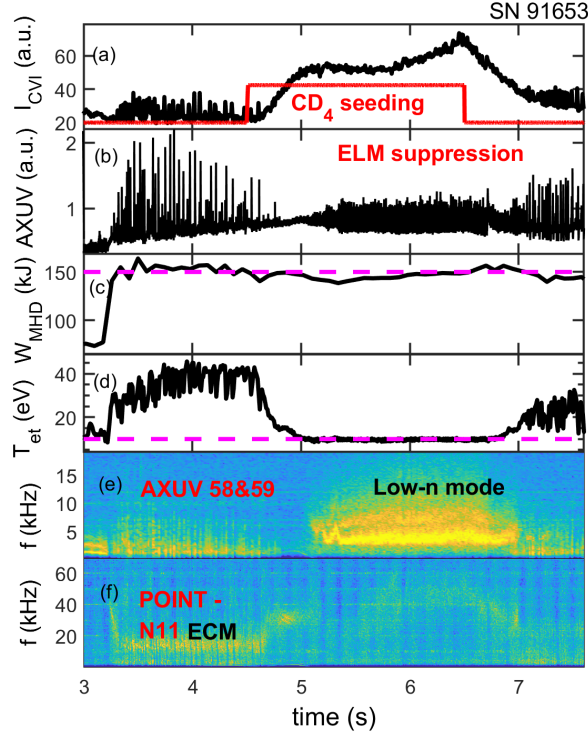 SN 91653
I_CVI (a.u.)
60
40
20
(a)
CD4 seeding
AXUV (a.u.)
2
1
(b)
ELM suppression
W_MHD (kJ)
150
100
(c)
T_et (eV)
40
20
(d)
f (kHz)
15
10
5
(e)
AXUV 58&59
Low-n mode
f (kHz)
60
40
20
(f)
POINT -
N11 ECM
3 4 5 6 7
time (s)